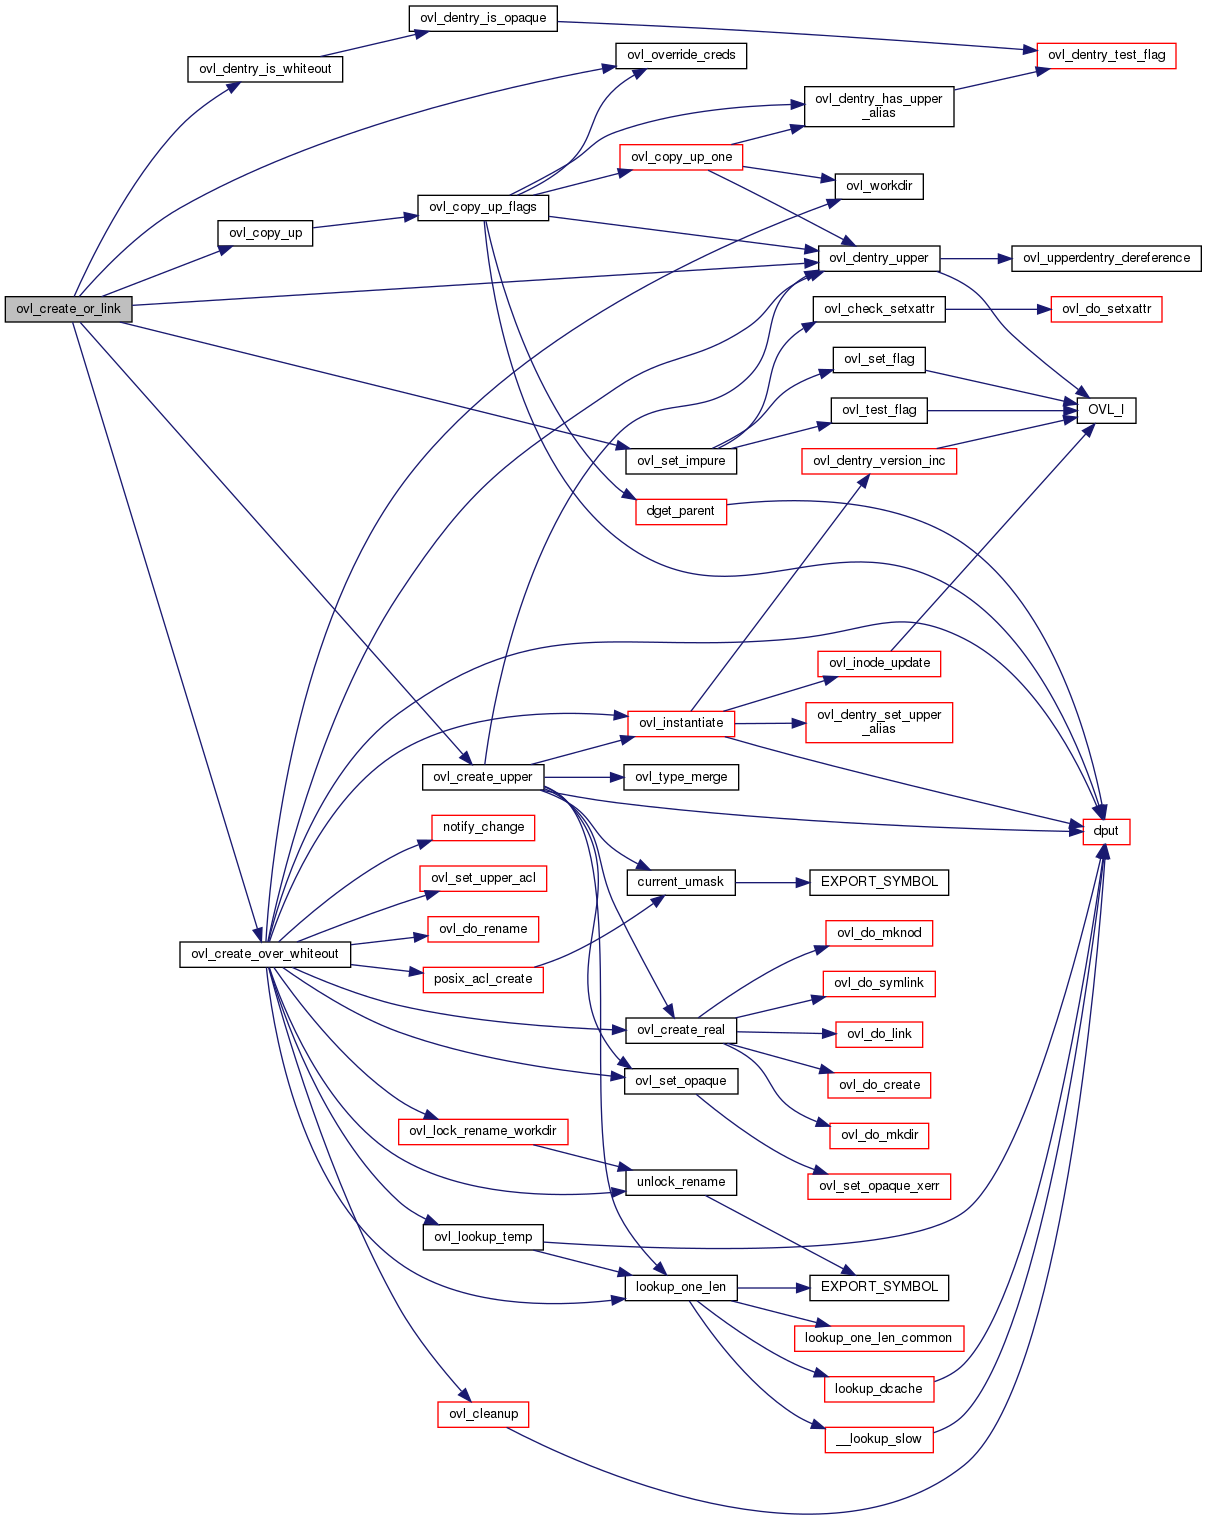 ovl_dentry_is_opaque
ovl_override_creds
ovl_dentry_test_flag
ovl_dentry_is_whiteout
ovl_dentry_has_upper
_alias
ovl_copy_up_one
ovl_workdir
ovl_copy_up_flags
ovl_copy_up
ovl_dentry_upper
ovl_upperdentry_dereference
ovl_create_or_link
ovl_check_setxattr
ovl_do_setxattr
ovl_set_flag
ovl_test_flag
OVL_I
ovl_set_impure
ovl_dentry_version_inc
dget_parent
ovl_inode_update
ovl_instantiate
ovl_dentry_set_upper
_alias
ovl_create_upper
ovl_type_merge
notify_change
dput
ovl_set_upper_acl
current_umask
EXPORT_SYMBOL
ovl_do_rename
ovl_do_mknod
ovl_create_over_whiteout
posix_acl_create
ovl_do_symlink
ovl_create_real
ovl_do_link
ovl_set_opaque
ovl_do_create
ovl_lock_rename_workdir
ovl_do_mkdir
unlock_rename
ovl_set_opaque_xerr
ovl_lookup_temp
lookup_one_len
EXPORT_SYMBOL
lookup_one_len_common
lookup_dcache
ovl_cleanup
__lookup_slow